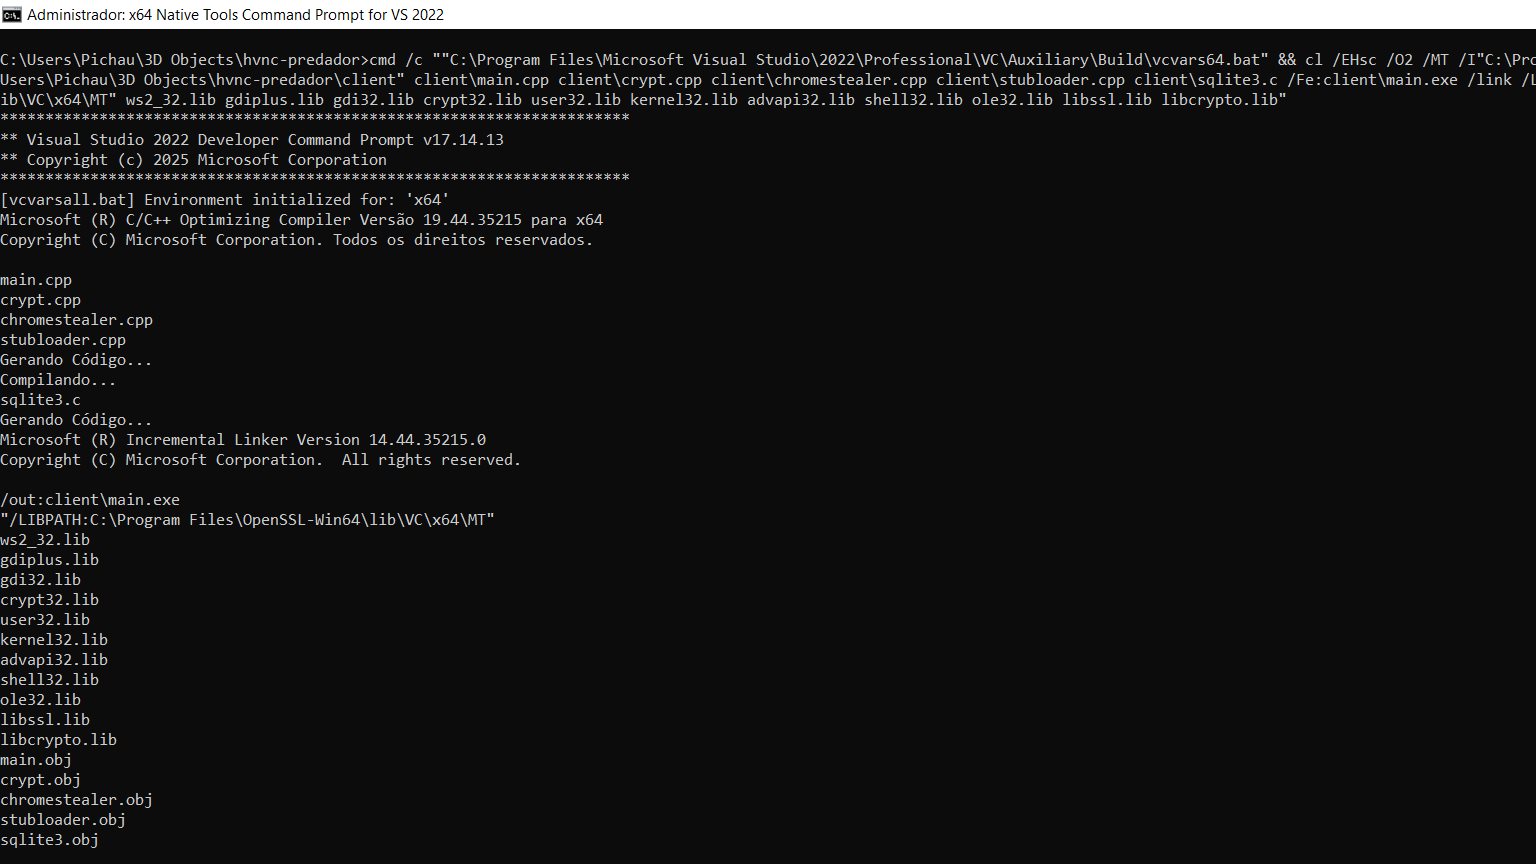 Administrador: x64 Native Tools Command Prompt for VS 2022
C:\Users\Pichau\3D Objects\hvnc-predador>cmd /c ""C:\Program Files\Microsoft Visual Studio\2022\Professional\VC\Auxiliary\Build\vcvars64.bat" && cl /EHsc /O2 /MT /I"C:\Pro
Users\Pichau\3D Objects\hvnc-predador\client" client\main.cpp client\crypt.cpp client\chromestealer.cpp client\stubloader.cpp client\sqlite3.c /Fe:client\main.exe /link /L
ib\VC\x64\MT" ws2_32.lib gdiplus.lib gdi32.lib crypt32.lib user32.lib kernel32.lib advapi32.lib shell32.lib ole32.lib libssl.lib libcrypto.lib"
**********************************************************************
** Visual Studio 2022 Developer Command Prompt v17.14.13
** Copyright (c) 2025 Microsoft Corporation
**********************************************************************
[vcvarsall.bat] Environment initialized for: 'x64'
Microsoft (R) C/C++ Optimizing Compiler Versão 19.44.35215 para x64
Copyright (C) Microsoft Corporation. Todos os direitos reservados.
main.cpp
crypt.cpp
chromestealer.cpp
stubloader.cpp
Gerando Código...
Compilando...
sqlite3.c
Gerando Código...
Microsoft (R) Incremental Linker Version 14.44.35215.0
Copyright (C) Microsoft Corporation.  All rights reserved.
/out:client\main.exe
"/LIBPATH:C:\Program Files\OpenSSL-Win64\lib\VC\x64\MT"
ws2_32.lib
gdiplus.lib
gdi32.lib
crypt32.lib
user32.lib
kernel32.lib
advapi32.lib
shell32.lib
ole32.lib
libssl.lib
libcrypto.lib
main.obj
crypt.obj
chromestealer.obj
stubloader.obj
sqlite3.obj